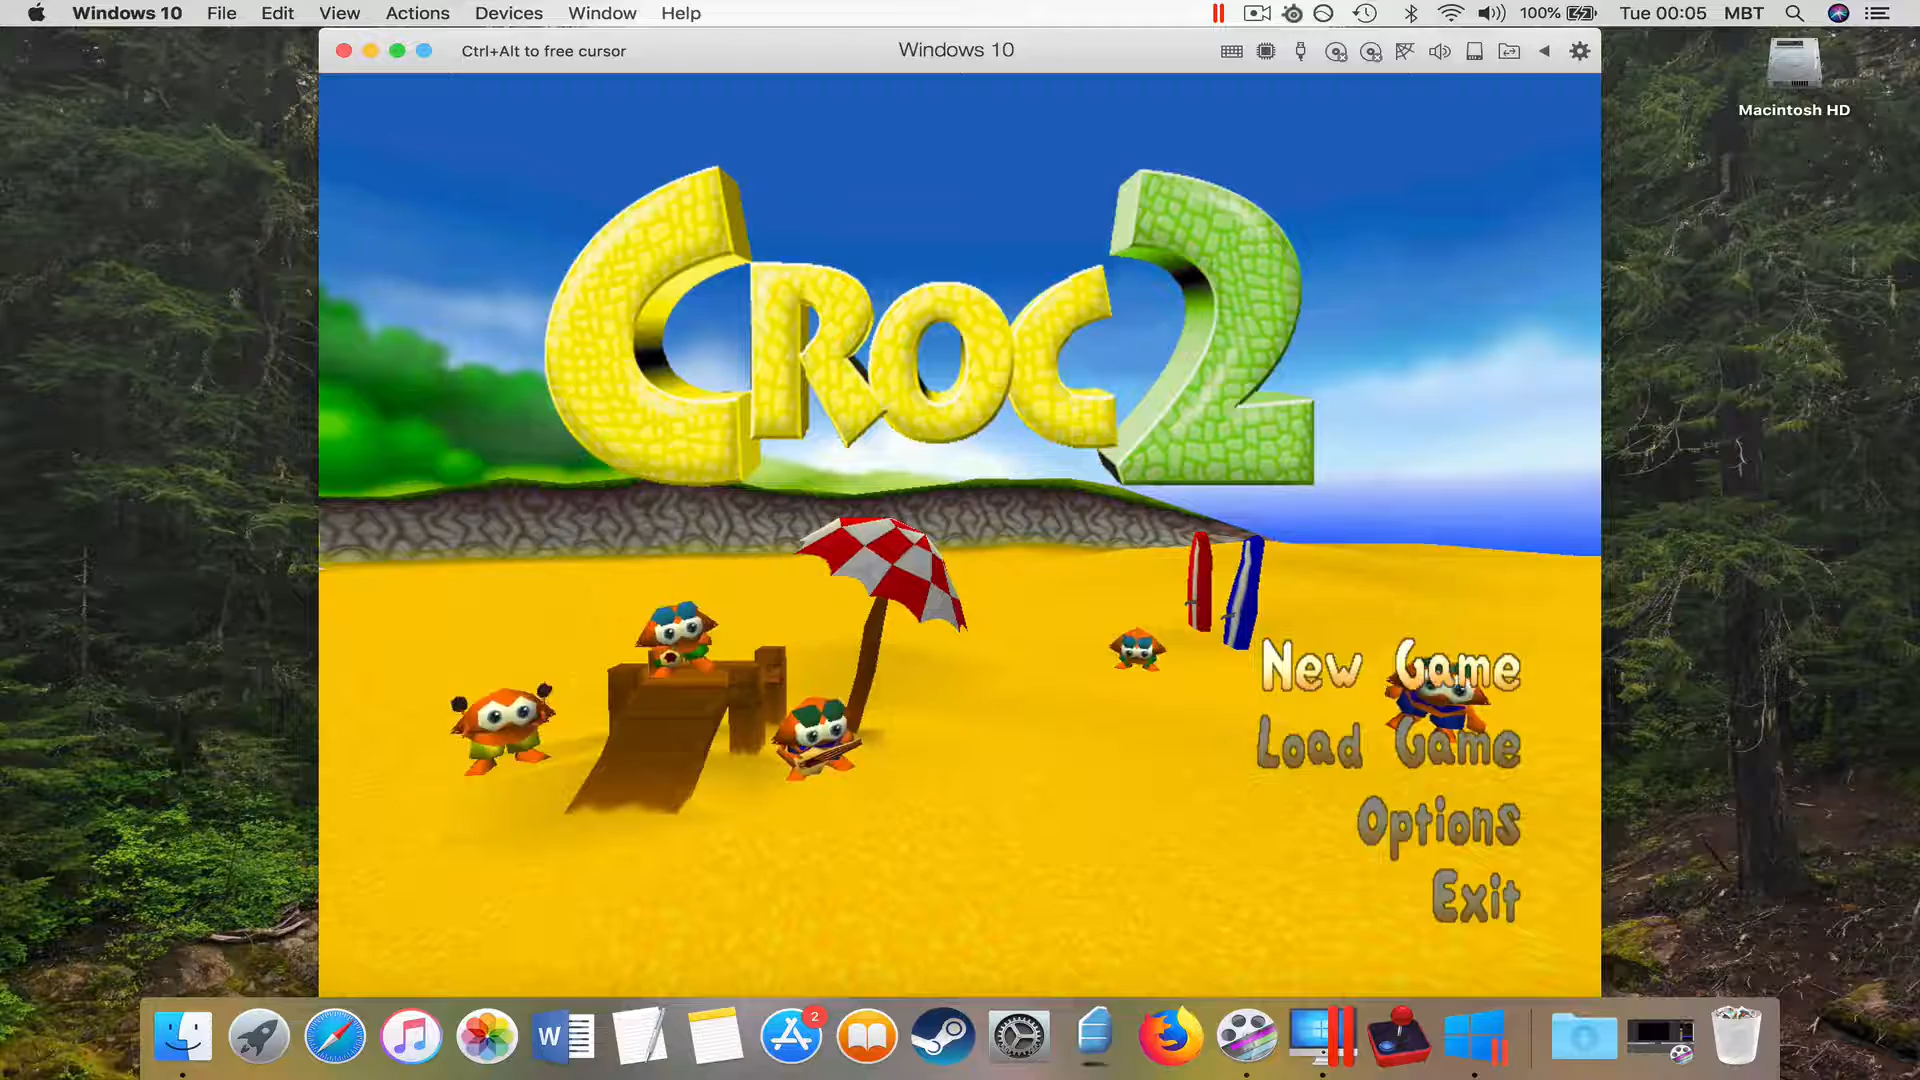 Windows 10 File Edit View Actions Devices Window Help 100% Tue 00:05 MBT
Ctrl+Alt to free cursor Windows 10
Macintosh HD
CROC 2
New Game
Load Game
Options
Exit
W 2